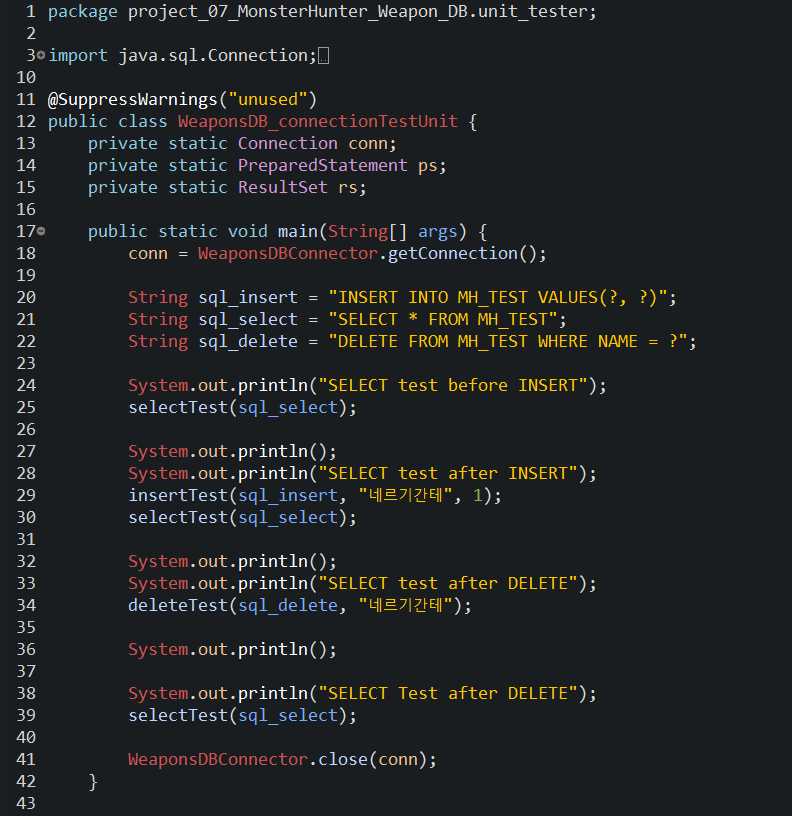 1 package project_07_MonsterHunter_Weapon_DB.unit_tester;
2
3 import java.sql.Connection;
10
11 @SuppressWarnings("unused")
12 public class WeaponsDB_connectionTestUnit {
13     private static Connection conn;
14     private static PreparedStatement ps;
15     private static ResultSet rs;
16
17     public static void main(String[] args) {
18         conn = WeaponsDBConnector.getConnection();
19
20         String sql_insert = "INSERT INTO MH_TEST VALUES(?, ?)";
21         String sql_select = "SELECT * FROM MH_TEST";
22         String sql_delete = "DELETE FROM MH_TEST WHERE NAME = ?";
23
24         System.out.println("SELECT test before INSERT");
25         selectTest(sql_select);
26
27         System.out.println();
28         System.out.println("SELECT test after INSERT");
29         insertTest(sql_insert, "네르기간테", 1);
30         selectTest(sql_select);
31
32         System.out.println();
33         System.out.println("SELECT test after DELETE");
34         deleteTest(sql_delete, "네르기간테");
35
36         System.out.println();
37
38         System.out.println("SELECT Test after DELETE");
39         selectTest(sql_select);
40
41         WeaponsDBConnector.close(conn);
42     }
43